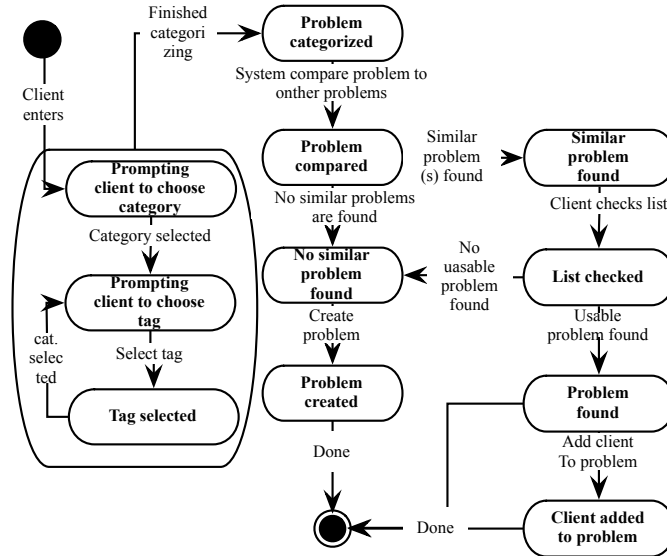 Finished
categori
zing
Problem
categorized
Client
enters
System compare problem to
onther problems
Prompting
client to choose
category
Problem
compared
Similar
problem
(s) found
Similar
problem
found
Category selected
No similar problems
are found
Client checks list
Prompting
client to choose
tag
No similar
problem
found
No
uasable
problem
found
List checked
cat.
selec
ted
Select tag
Create
problem
Usable
problem found
Tag selected
Problem
created
Problem
found
Done
Add client
To problem
Done
Client added
to problem